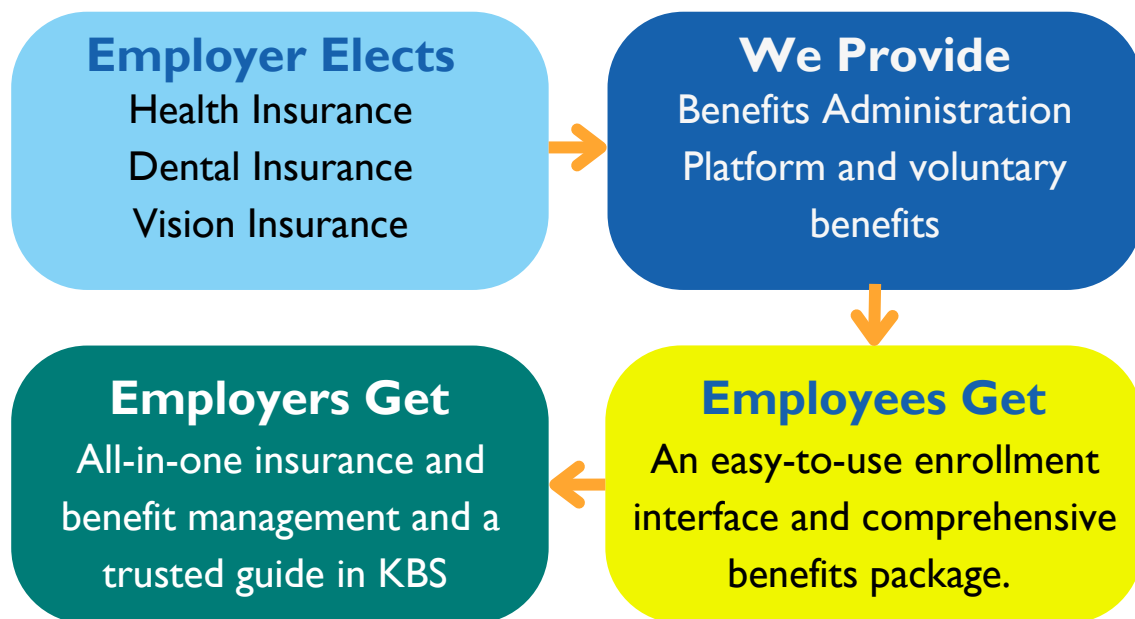 Employer Elects
Health Insurance
Dental Insurance
Vision Insurance
We Provide
Benefits Administration
Platform and voluntary
benefits
Employees Get
An easy-to-use enrollment
interface and comprehensive
benefits package.
Employers Get
All-in-one insurance and
benefit management and a
trusted guide in KBS